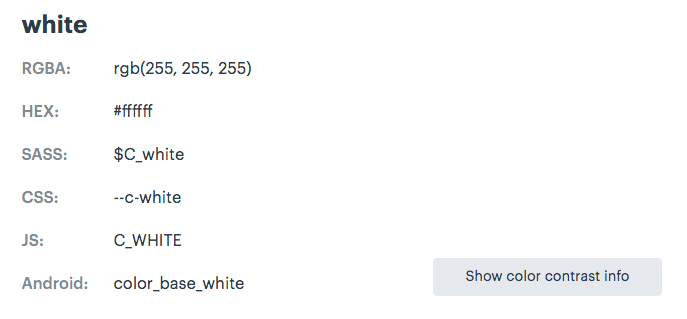 white
RGBA: rgb(255, 255, 255)
HEX: #ffffff
SASS: $C_white
CSS: --c-white
JS: C_WHITE
Android: color_base_white
Show color contrast info